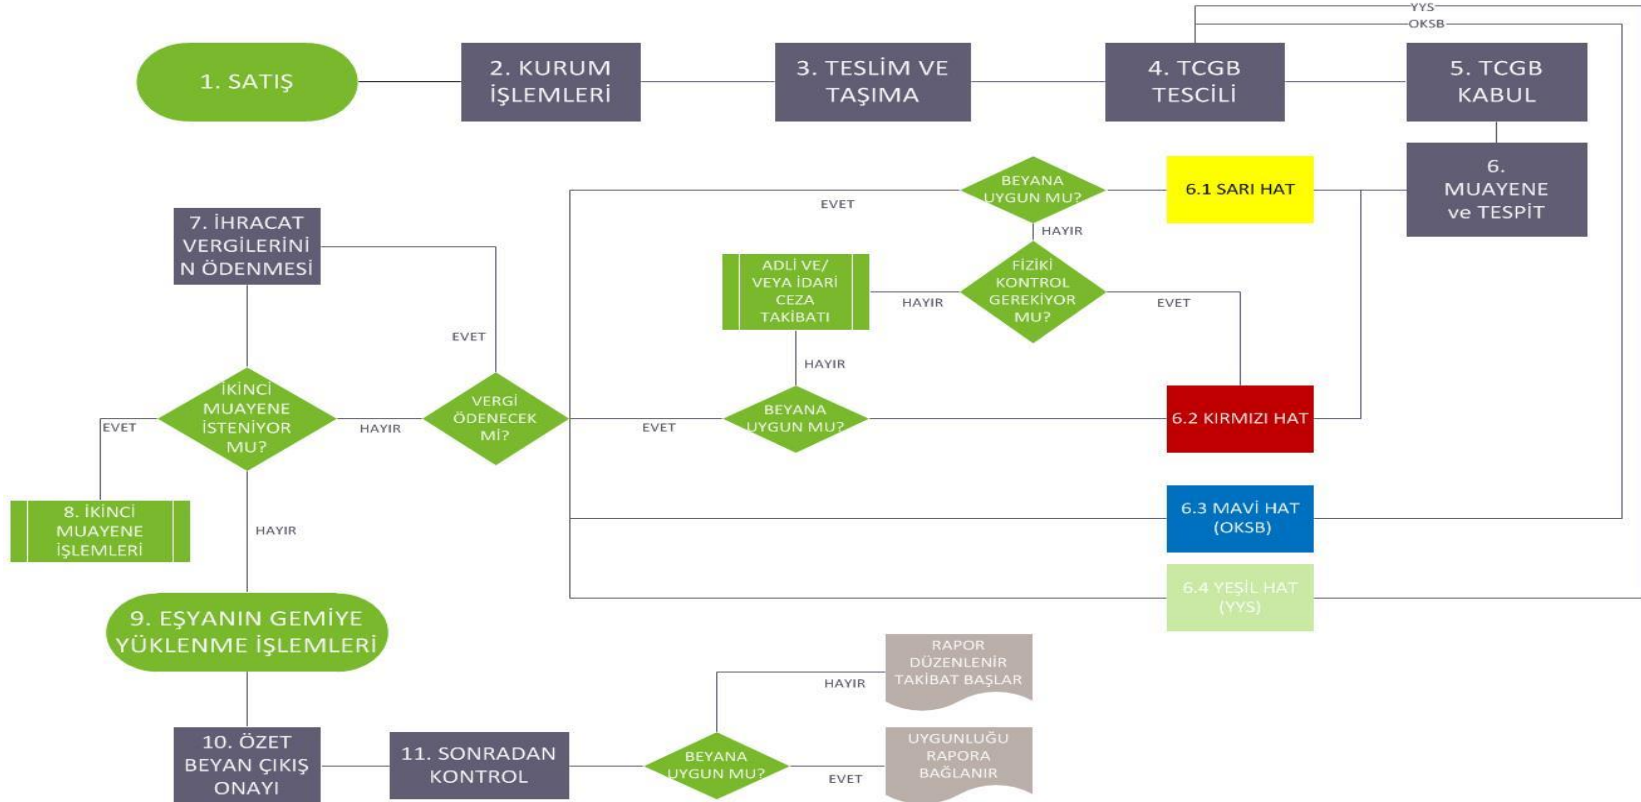 YYS
OKSB
1. SATIŞ
2. KURUM
İŞLEMLERİ
3. TESLİM VE
TAŞIMA
4. TCGB
TESCİLİ
5. TCGB
KABUL
6.
MUAYENE
ve TESPİT
6.1 SARI HAT
BEYANA
UYGUN MU?
EVET
HAYIR
7. İHRACAT
VERGİLERİNİ
N ÖDENMESİ
ADLİ VE/
VEYA İDARİ
CEZA
TAKİBATI
HAYIR
FİZİKİ
KONTROL
GEREKİYOR
MU?
EVET
EVET
HAYIR
İKİNCİ
MUAYENE
İSTENİYOR
MU?
EVET
HAYIR
VERGİ
ÖDENECEK
Mİ?
EVET
BEYANA
UYGUN MU?
6.2 KIRMIZI HAT
8. İKİNCİ
MUAYENE
İŞLEMLERİ
HAYIR
6.3 MAVİ HAT
(OKSB)
6.4 YEŞİL HAT
(YYS)
9. EŞYANIN GEMİYE
YÜKLENME İŞLEMLERİ
10. ÖZET
BEYAN ÇIKIŞ
ONAYI
11. SONRADAN
KONTROL
BEYANA
UYGUN MU?
HAYIR
RAPOR
DÜZENLENİR
TAKİBAT BAŞLAR
EVET
UYGUNLUĞU
RAPORA
BAĞLANIR